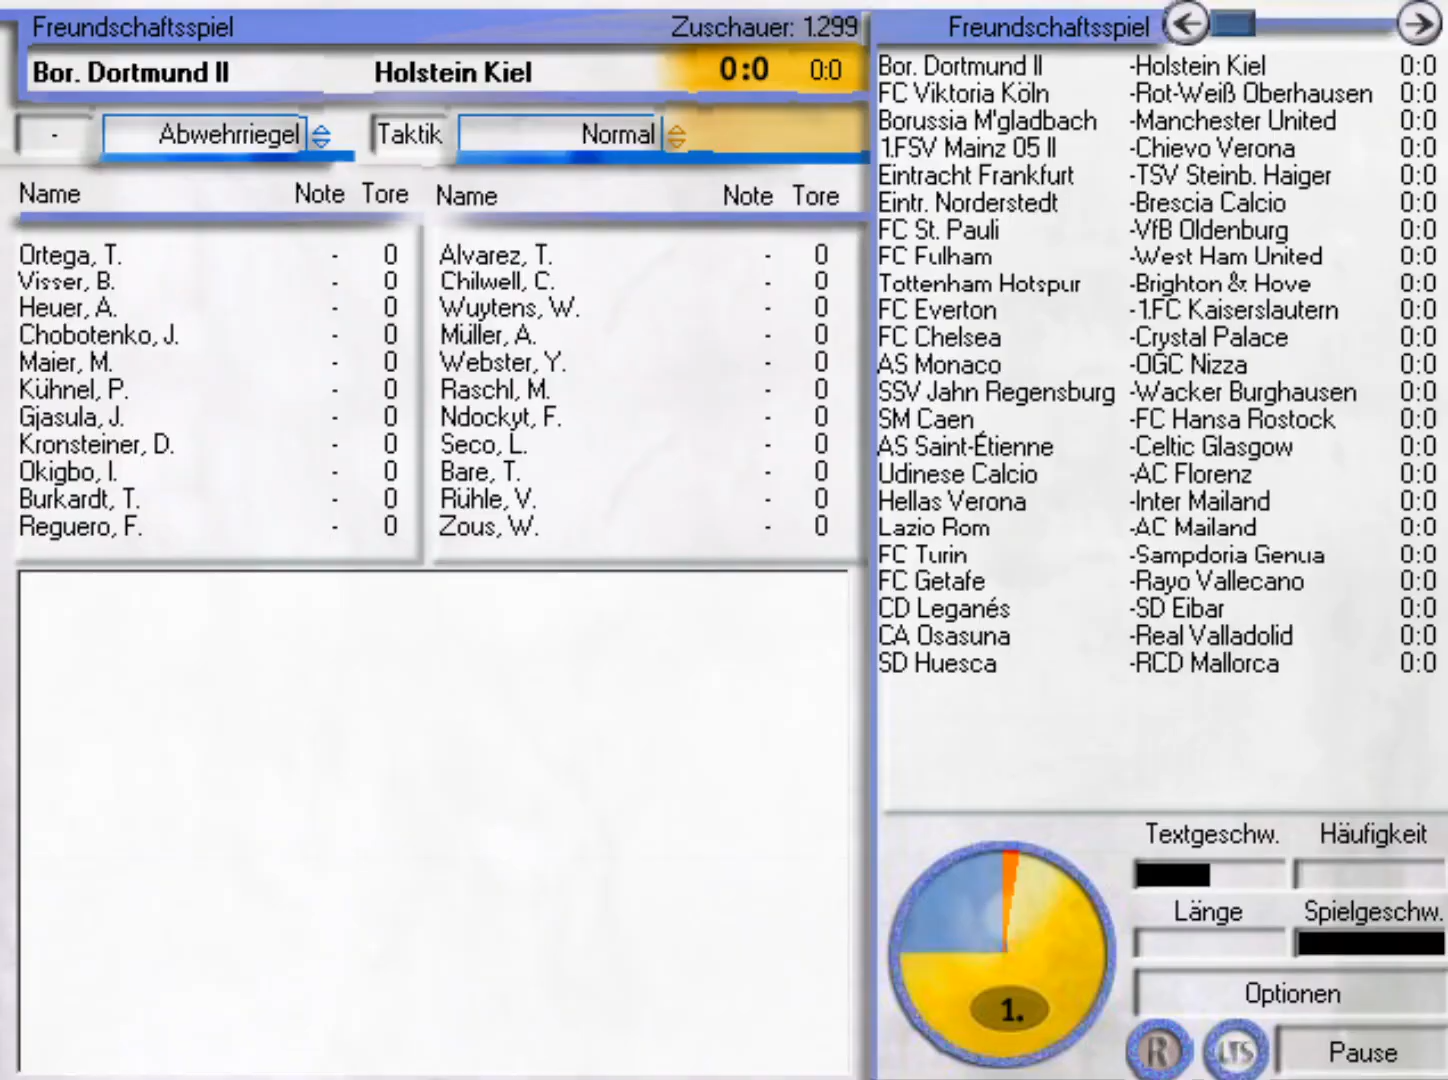 Freundschaftsspiel Zuschauer: 1.299
Bor. Dortmund II Holstein Kiel 0:0 0:0
- Abwehrriegel Taktik Normal
Name Note Tore Name Note Tore
Ortega, T. - 0 Alvarez, T. - 0
Visser, B. - 0 Chilwell, C. - 0
Heuer, A. - 0 Wuytens, W. - 0
Chobotenko, J. - 0 Müller, A. - 0
Maier, M. - 0 Webster, Y. - 0
Kühnel, P. - 0 Raschl, M. - 0
Gjasula, J. - 0 Ndockyt, F. - 0
Kronsteiner, D. - 0 Seco, L. - 0
Okigbo, I. - 0 Bare, T. - 0
Burkardt, T. - 0 Rühle, V. - 0
Reguero, F. - 0 Zous, W. - 0
Freundschaftsspiel
Bor. Dortmund II -Holstein Kiel 0:0
FC Viktoria Köln -Rot-Weiß Oberhausen 0:0
Borussia M'gladbach -Manchester United 0:0
1.FSV Mainz 05 II -Chievo Verona 0:0
Eintracht Frankfurt -TSV Steinb. Haiger 0:0
Eintr. Norderstedt -Brescia Calcio 0:0
FC St. Pauli -VfB Oldenburg 0:0
FC Fulham -West Ham United 0:0
Tottenham Hotspur -Brighton & Hove 0:0
FC Everton -1.FC Kaiserslautern 0:0
FC Chelsea -Crystal Palace 0:0
AS Monaco -OGC Nizza 0:0
SSV Jahn Regensburg -Wacker Burghausen 0:0
SM Caen -FC Hansa Rostock 0:0
AS Saint-Étienne -Celtic Glasgow 0:0
Udinese Calcio -AC Florenz 0:0
Hellas Verona -Inter Mailand 0:0
Lazio Rom -AC Mailand 0:0
FC Turin -Sampdoria Genua 0:0
FC Getafe -Rayo Vallecano 0:0
CD Leganés -SD Eibar 0:0
CA Osasuna -Real Valladolid 0:0
SD Huesca -RCD Mallorca 0:0
Textgeschw. Häufigkeit
Länge Spielgeschw.
Optionen
1.
R LTS Pause